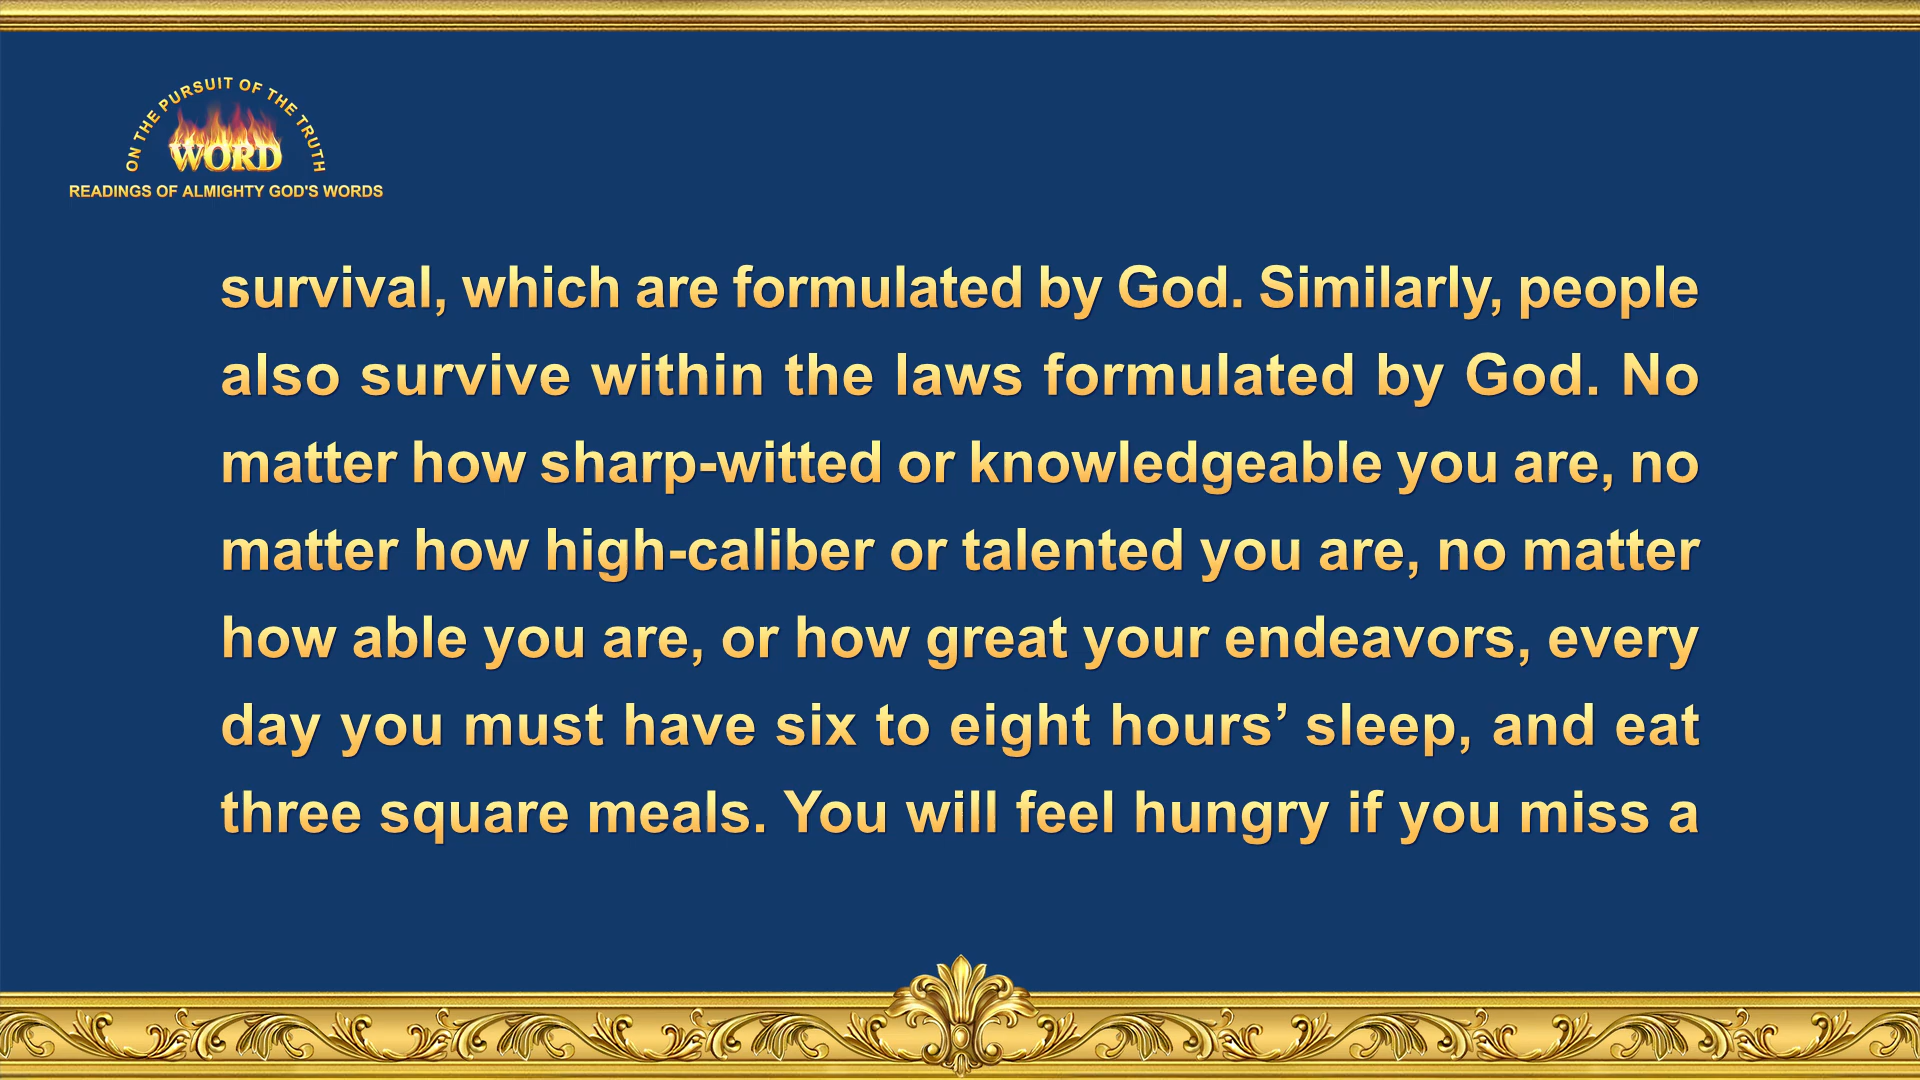 ON THE PURSUIT OF THE TRUTH
WORD
READINGS OF ALMIGHTY GOD'S WORDS
survival, which are formulated by God. Similarly, people
also survive within the laws formulated by God. No
matter how sharp-witted or knowledgeable you are, no
matter how high-caliber or talented you are, no matter
how able you are, or how great your endeavors, every
day you must have six to eight hours’ sleep, and eat
three square meals. You will feel hungry if you miss a